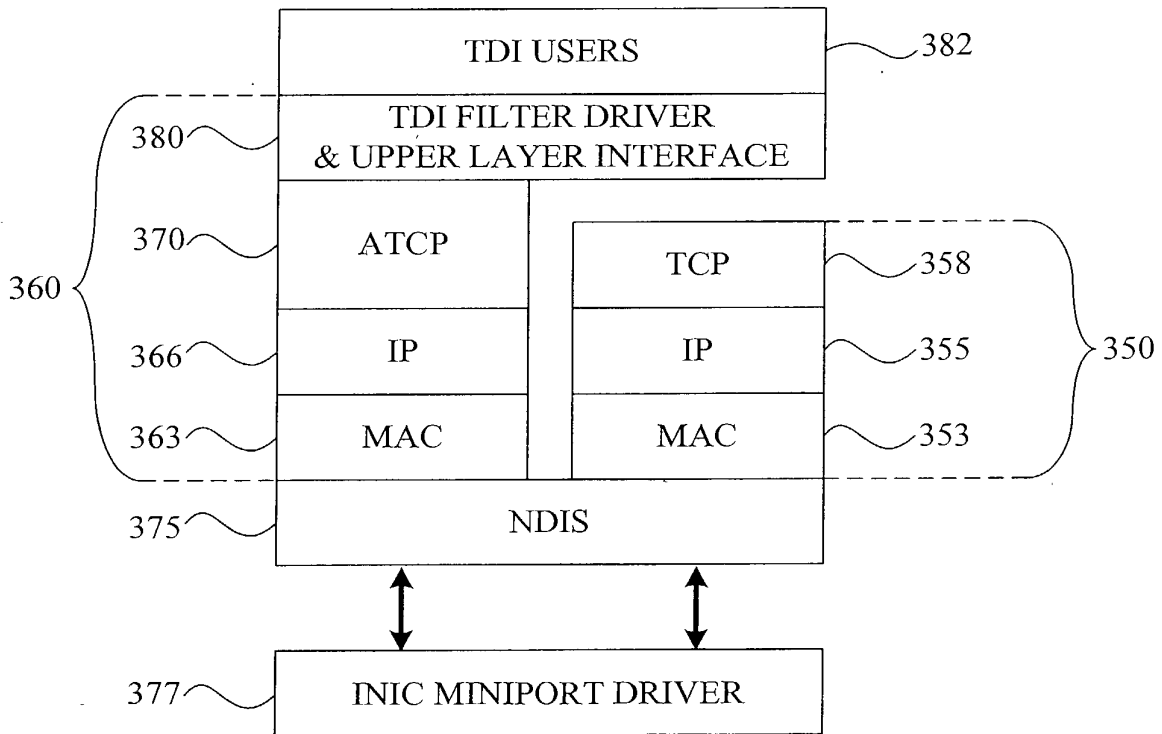 TDI USERS
382
380
TDI FILTER DRIVER
& UPPER LAYER INTERFACE
370
ATCP
TCP
358
360
350
366
IP
IP
355
363
MAC
MAC
353
375
NDIS
377
INIC MINIPORT DRIVER